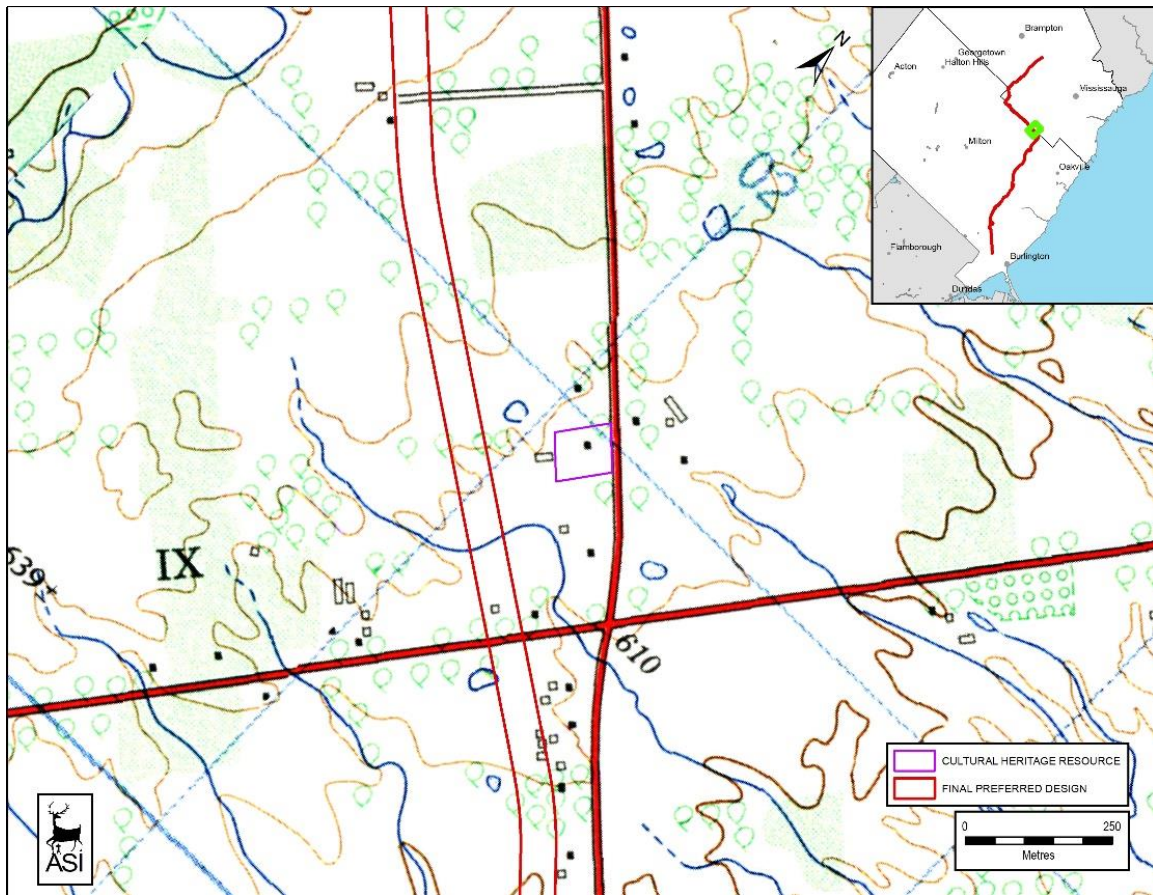 N
Brampton
Georgetown
Acton
Halton Hills
Vississauga
Milton
Oakville
Flamborough
Burlington
Dundas
IX
639
610
CULTURAL HERITAGE RESOURCE
FINAL PREFERRED DESIGN
0 250
Metres
ASI